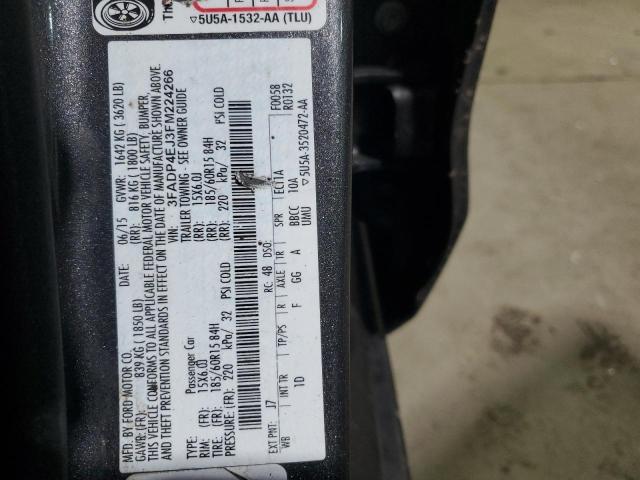 ▽5U5A-1532-AA (TLU)
MFD. BY FORD MOTOR CO.
DATE: 06/15 GVWR: 1642 KG ( 3620 LB)
GAWR: (FR): 839 KG ( 1850 LB) (RR): 816 KG ( 1800 LB)
THIS VEHICLE CONFORMS TO ALL APPLICABLE FEDERAL MOTOR VEHICLE SAFETY, BUMPER,
AND THEFT PREVENTION STANDARDS IN EFFECT ON THE DATE OF MANUFACTURE SHOWN ABOVE.
VIN: 3FADP4EJ3FM224266
TYPE: Passenger Car TRAILER TOWING - SEE OWNER GUIDE
RIM: (FR): 15X6.0J (RR): 15X6.0J
TIRE: (FR): 185/60R15 84H (RR): 185/60R15 84H
PRESSURE: (FR): 220 kPa/ 32 PSI COLD (RR): 220 kPa/ 32 PSI COLD
RC: 48 DSO: F0058
R0132
EXT PNT: J7
WB INT TR TP/PS R AXLE TR SPR EC11A *
1D F GG A BBCC 10A
UMU ▽5U5A-3520472-AA